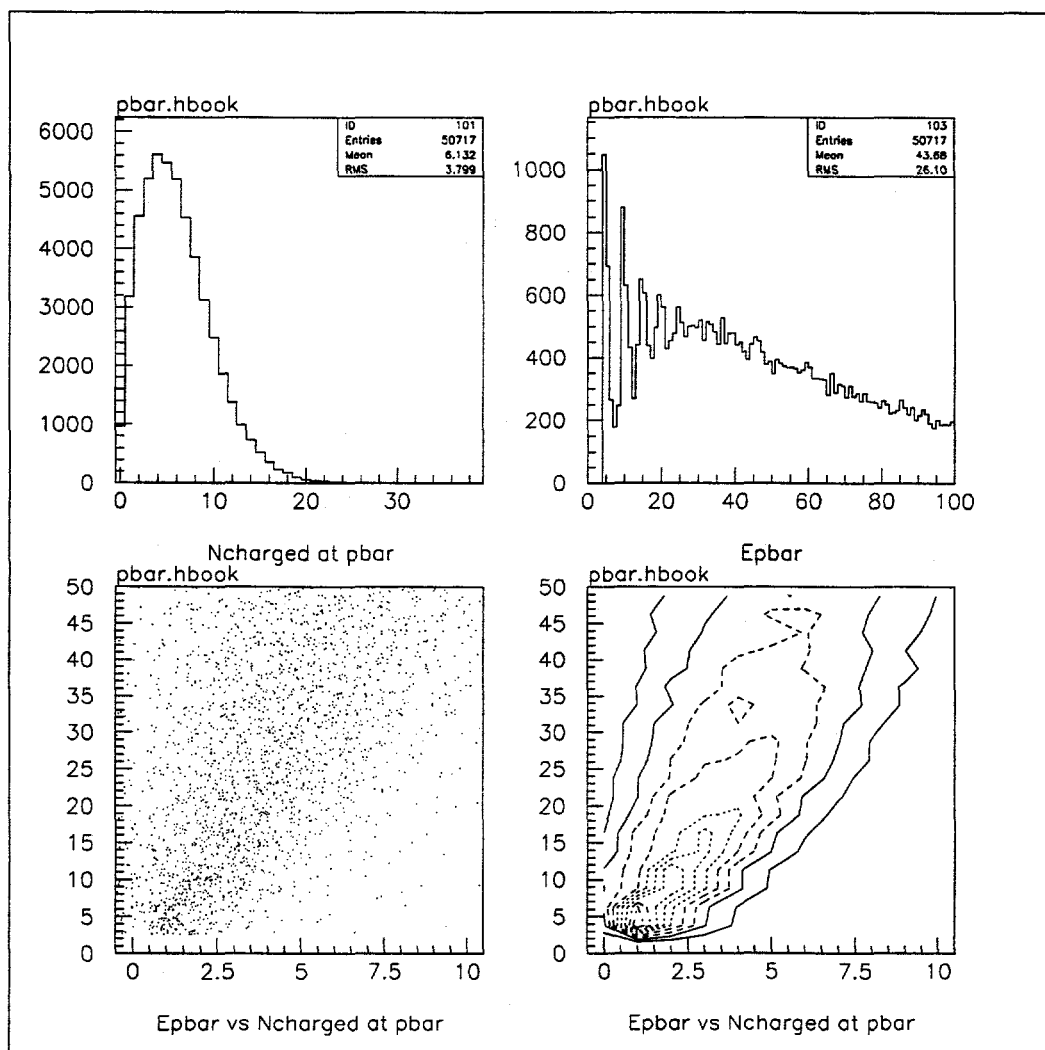 pbar.hbook
ID 101
Entries 50717
Mean 6.132
RMS 3.799
6000
5000
4000
3000
2000
1000
0
0 10 20 30
Ncharged at pbar
pbar.hbook
ID 103
Entries 50717
Mean 43.68
RMS 26.10
1000
800
600
400
200
0
0 20 40 60 80 100
Epbar
pbar.hbook
50
45
40
35
30
25
20
15
10
5
0
0 2.5 5 7.5 10
Epbar vs Ncharged at pbar
pbar.hbook
50
45
40
35
30
25
20
15
10
5
0
0 2.5 5 7.5 10
Epbar vs Ncharged at pbar